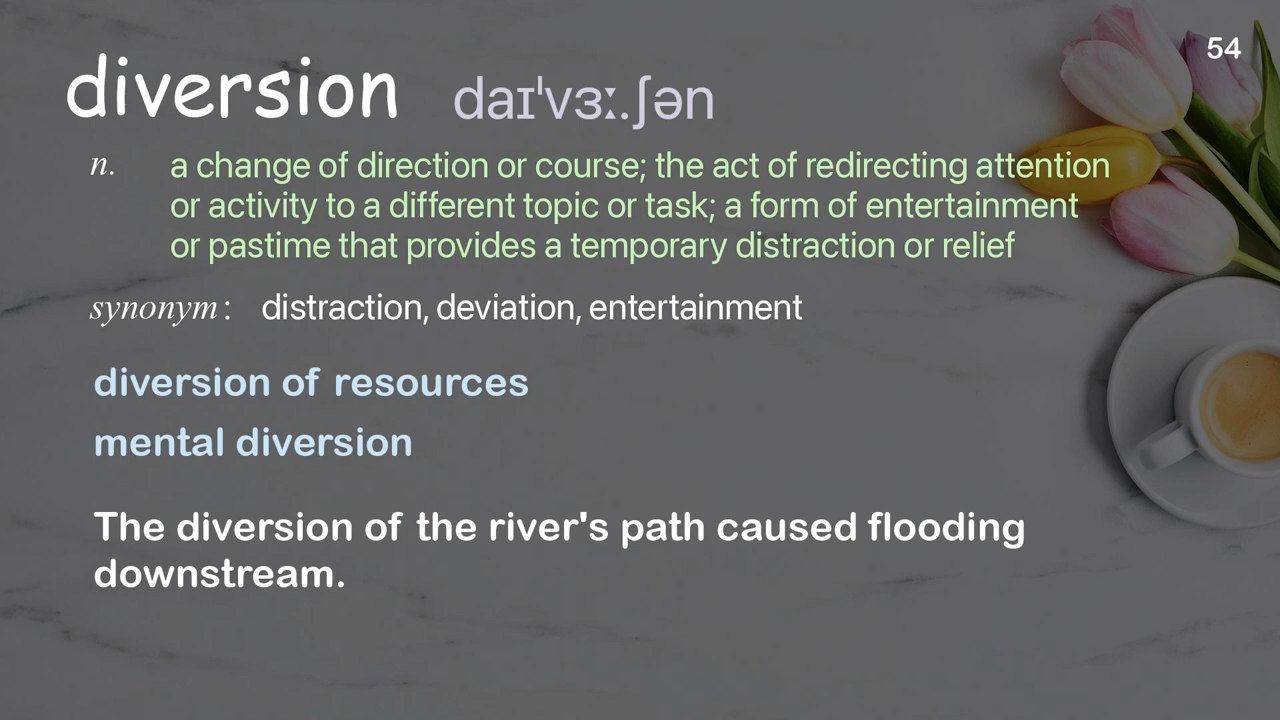 54
diversion daɪˈvɜː.ʃən
n. a change of direction or course; the act of redirecting attention
or activity to a different topic or task; a form of entertainment
or pastime that provides a temporary distraction or relief
synonym: distraction, deviation, entertainment
diversion of resources
mental diversion
The diversion of the river's path caused flooding
downstream.